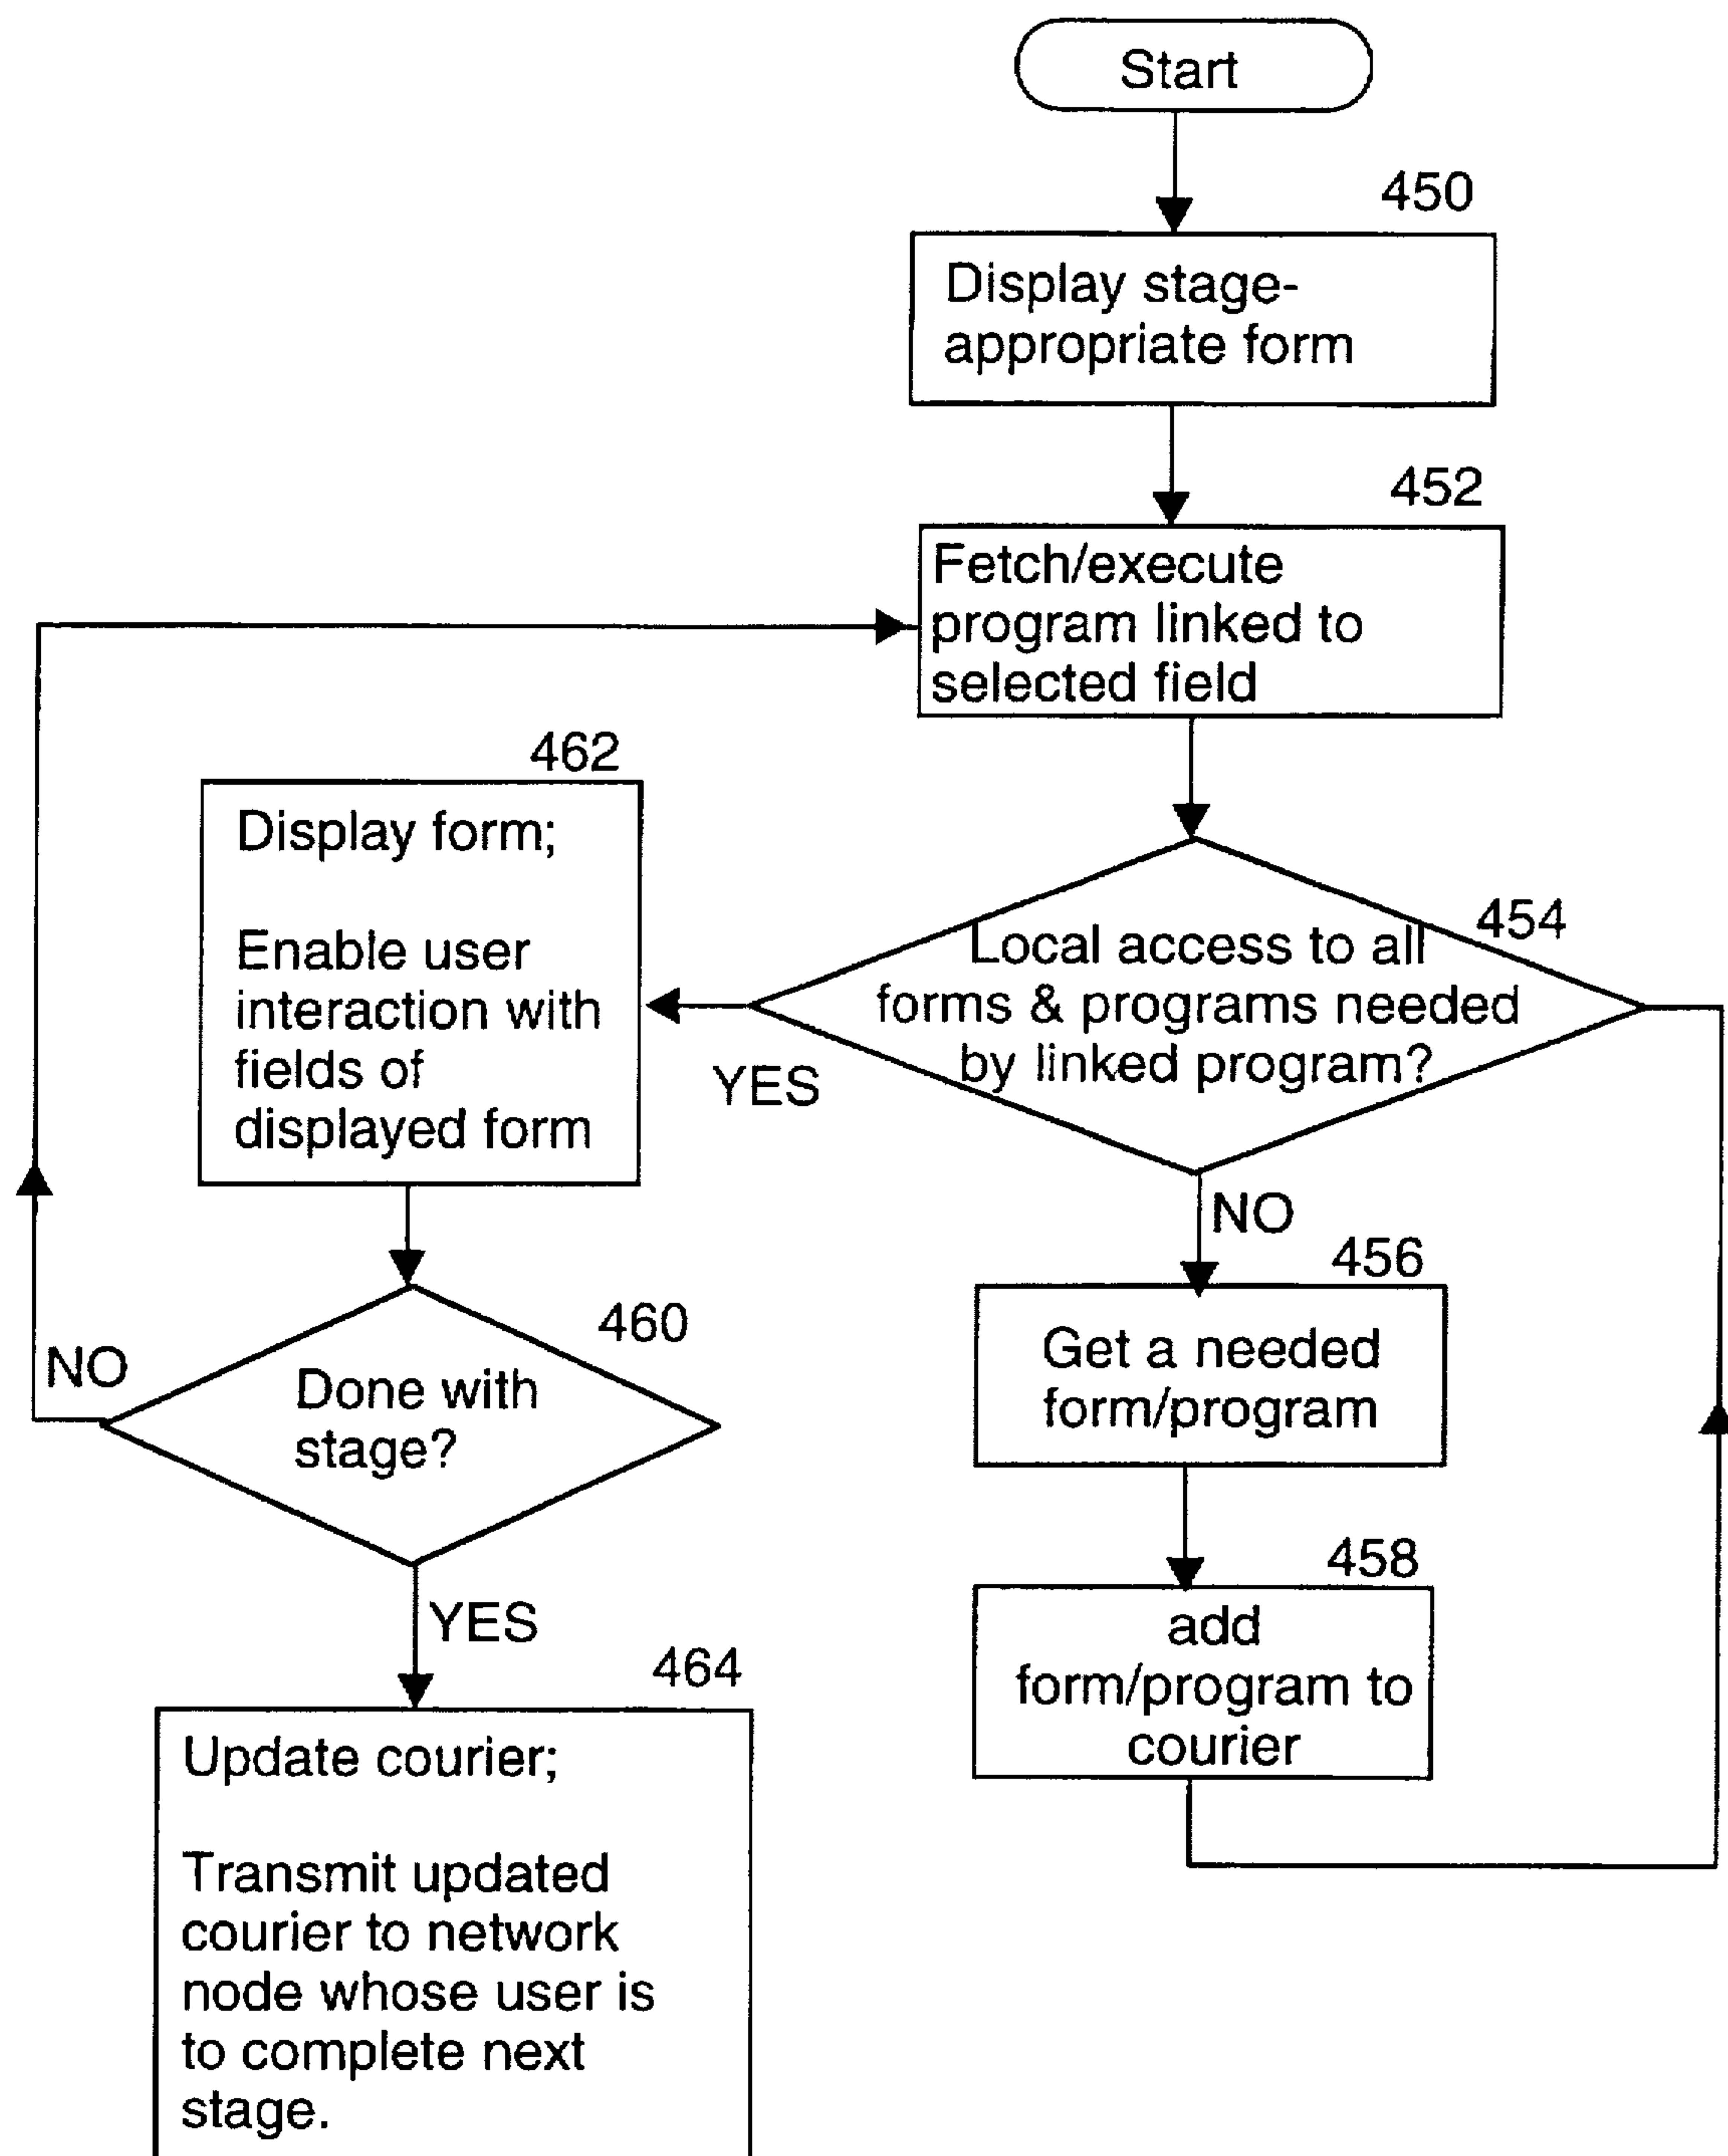 Start
450
Display stage-
appropriate form
452
Fetch/execute
program linked to
selected field
462
Display form;
Enable user
interaction with
fields of
displayed form
454
Local access to all
forms & programs needed
by linked program?
YES
NO
456
Get a needed
form/program
458
add
form/program to
courier
460
Done with
stage?
NO
YES
464
Update courier;
Transmit updated
courier to network
node whose user is
to complete next
stage.